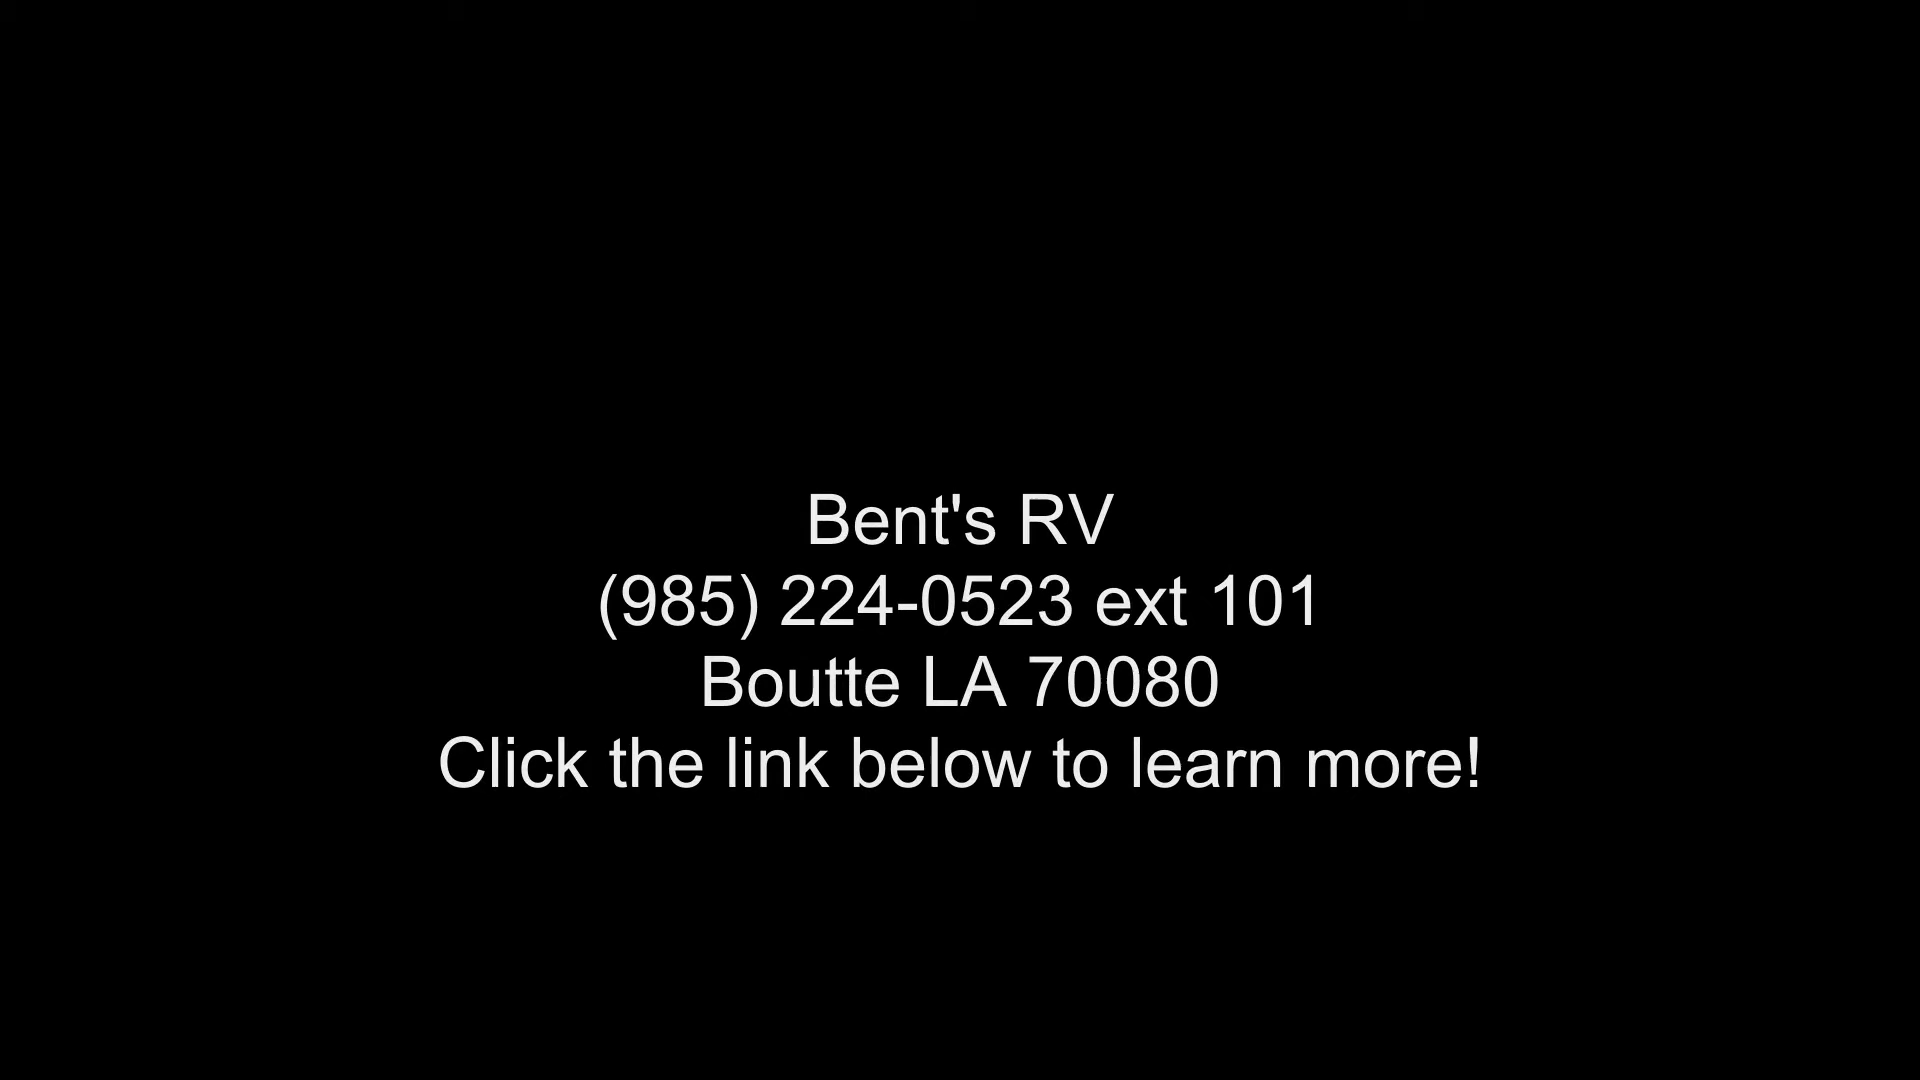 Bent's RV
(985) 224-0523 ext 101
Boutte LA 70080
Click the link below to learn more!